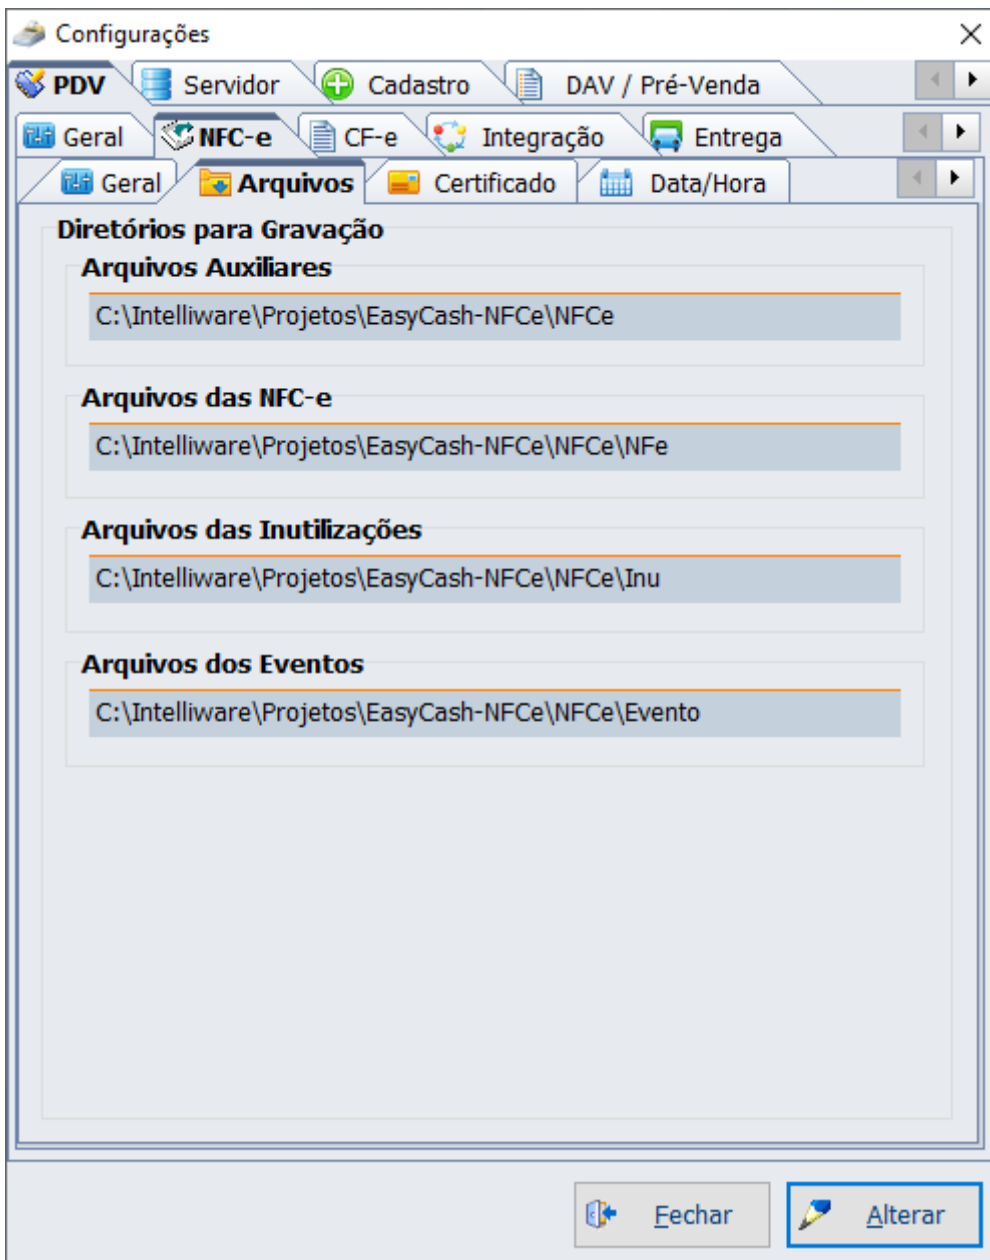 Configurações
PDV Servidor Cadastro DAV / Pré-Venda
Geral NFC-e CF-e Integração Entrega
Geral Arquivos Certificado Data/Hora
Diretórios para Gravação
Arquivos Auxiliares
C:\Intelliware\Projetos\EasyCash-NFCe\NFCe
Arquivos das NFC-e
C:\Intelliware\Projetos\EasyCash-NFCe\NFCe\NFe
Arquivos das Inutilizações
C:\Intelliware\Projetos\EasyCash-NFCe\NFCe\Inu
Arquivos dos Eventos
C:\Intelliware\Projetos\EasyCash-NFCe\NFCe\Evento
Fechar Alterar